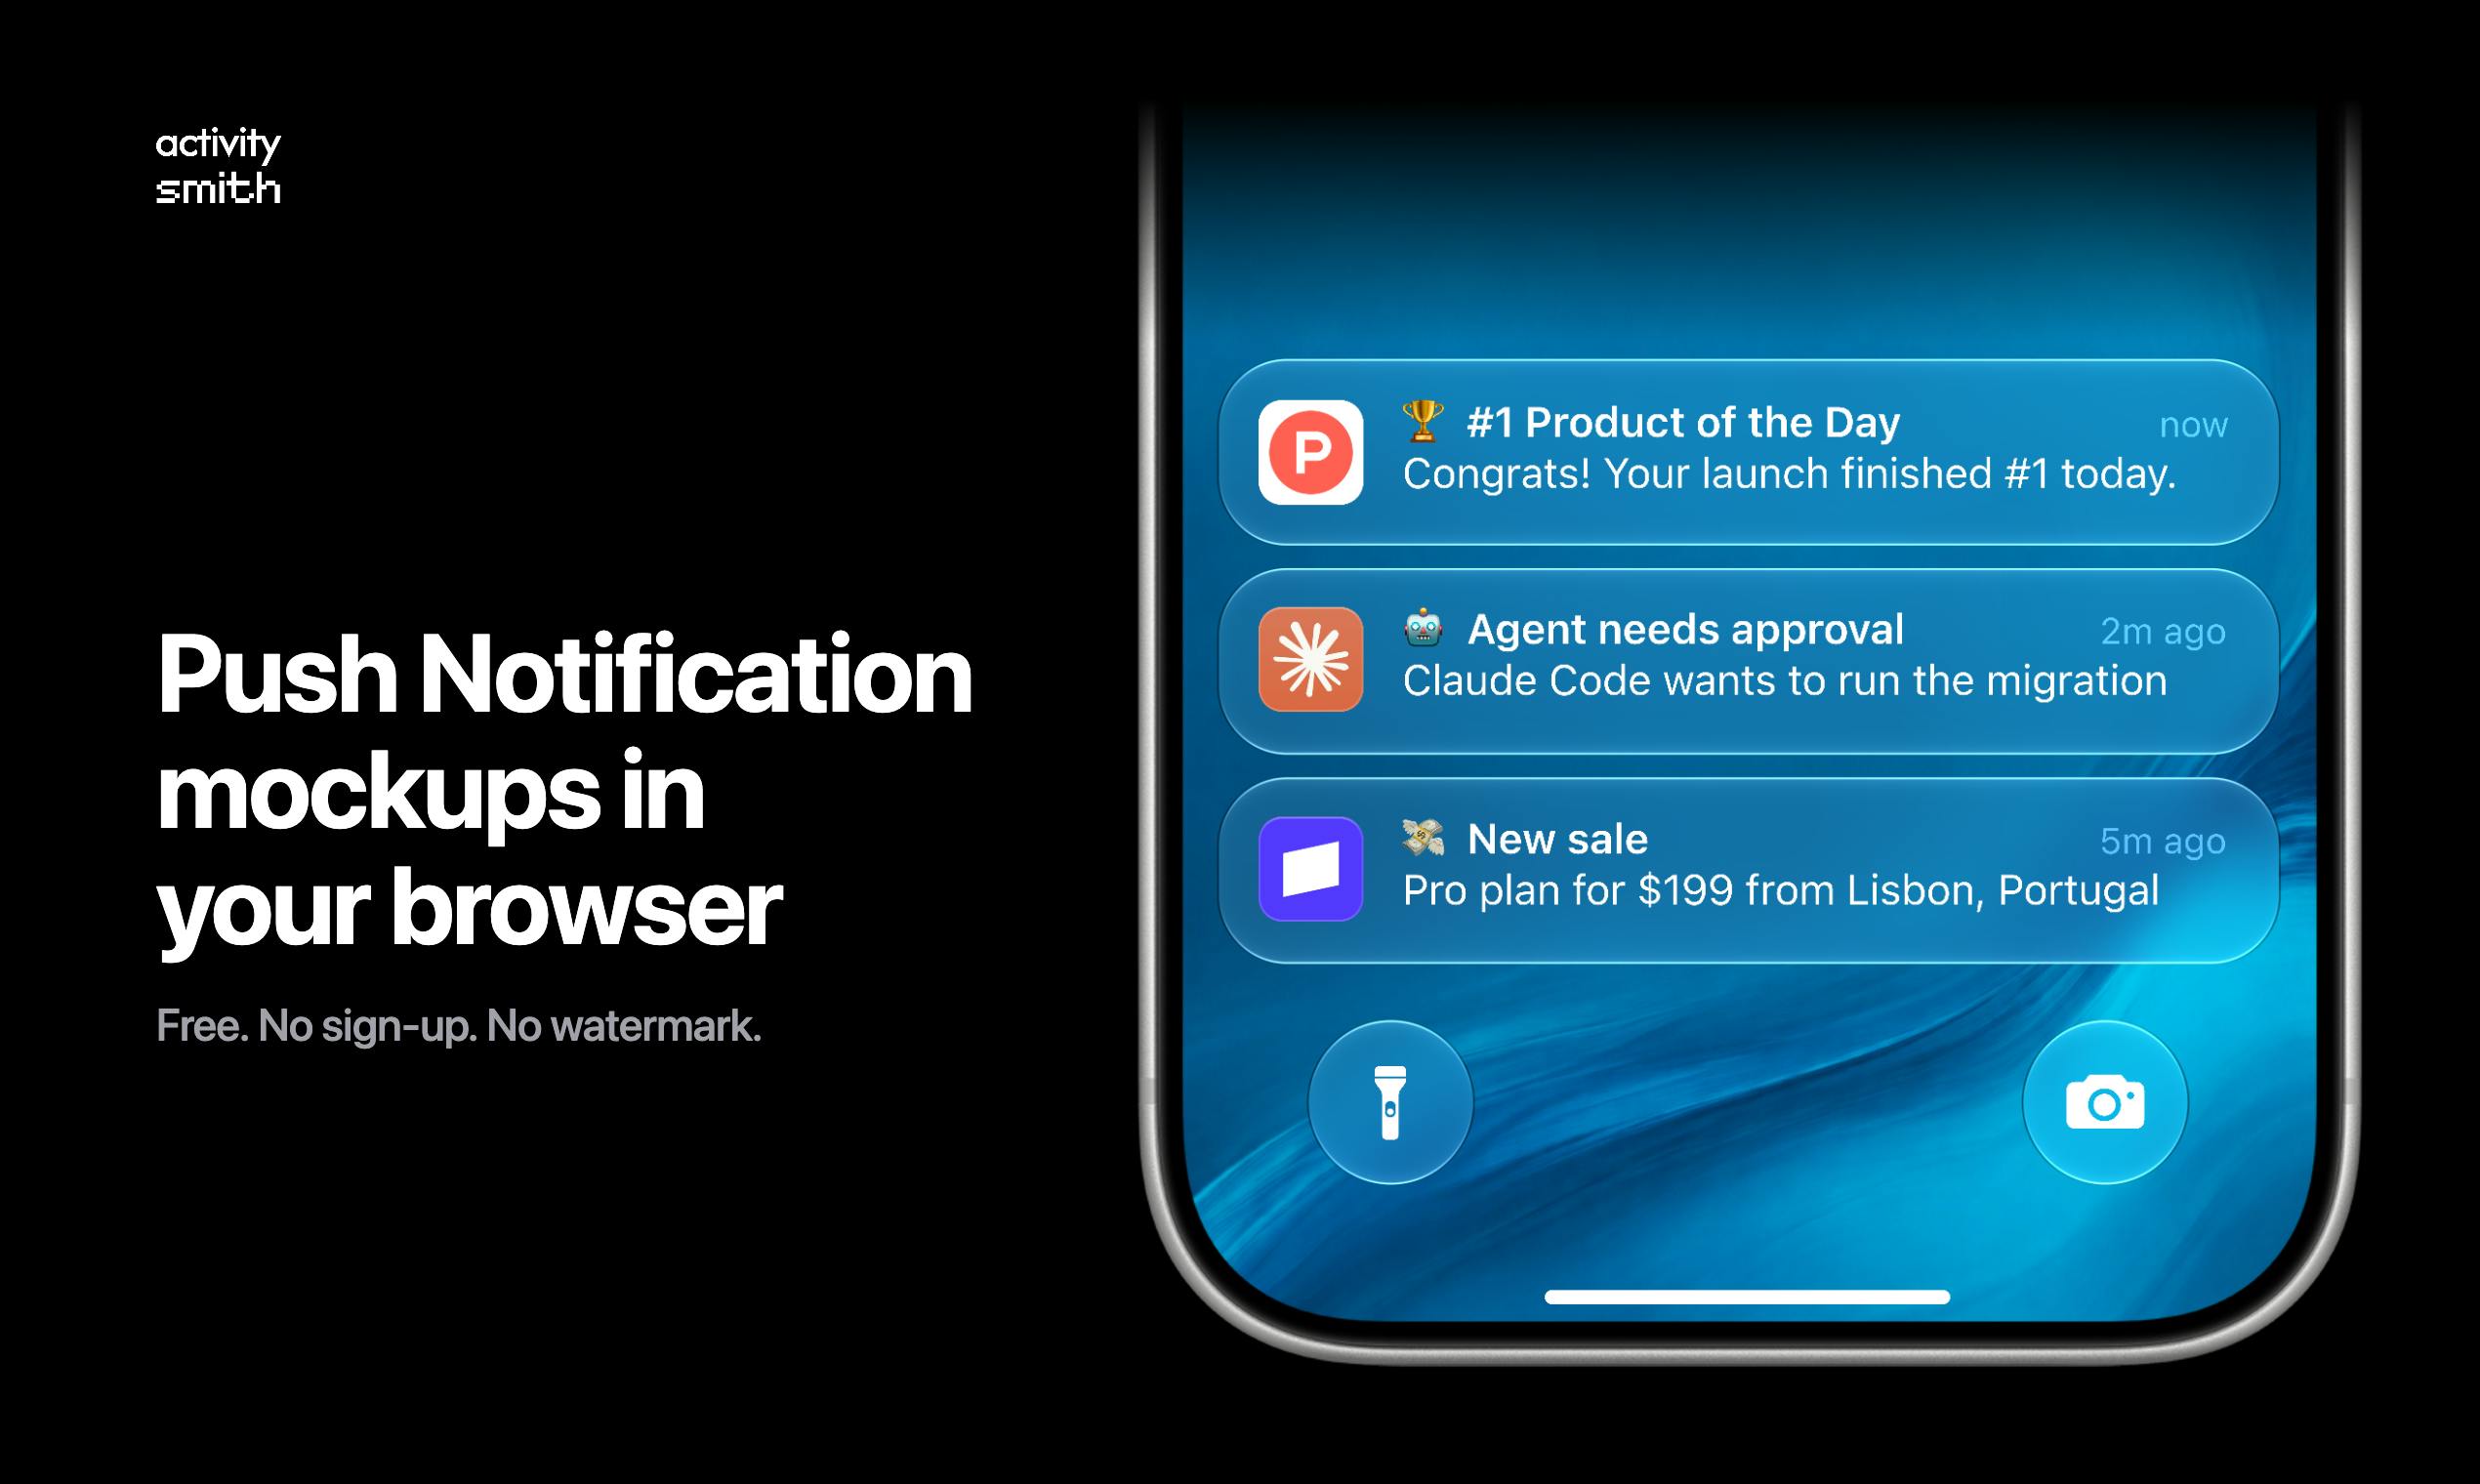 activity
smith
Push Notification
mockups in
your browser
Free. No sign-up. No watermark.
P
🏆 #1 Product of the Day now
Congrats! Your launch finished #1 today.
🤖 Agent needs approval 2m ago
Claude Code wants to run the migration
💸 New sale 5m ago
Pro plan for $199 from Lisbon, Portugal